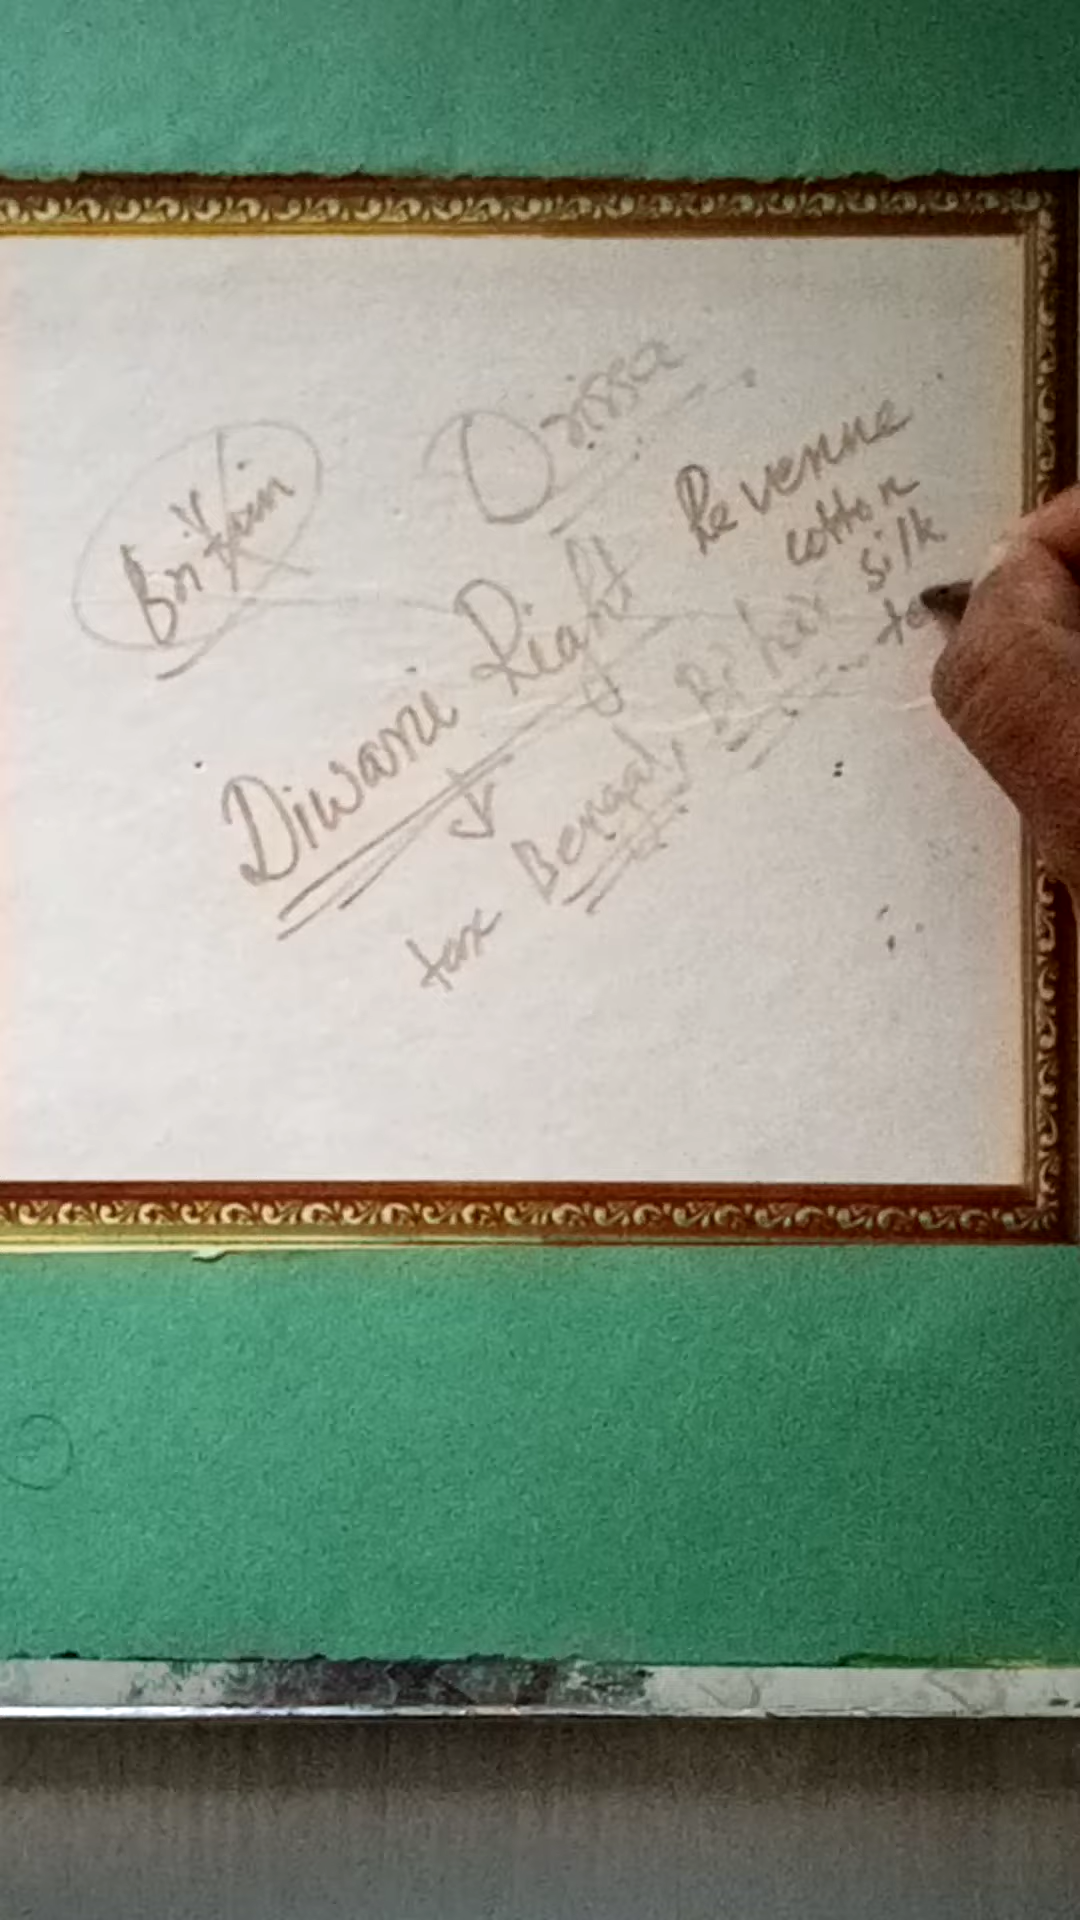 Britain
Orissa
Revenue
cotton
silk
Diwani Right
Bengal, Bihar
tax